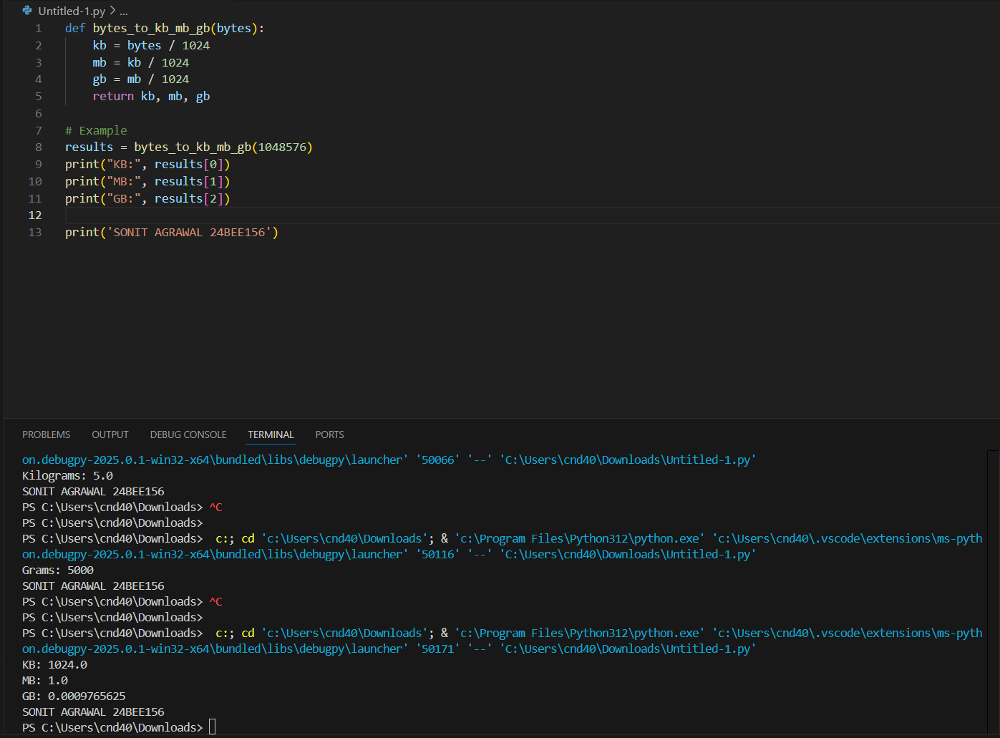 Untitled-1.py > ...
1 def bytes_to_kb_mb_gb(bytes):
2     kb = bytes / 1024
3     mb = kb / 1024
4     gb = mb / 1024
5     return kb, mb, gb
6
7 # Example
8 results = bytes_to_kb_mb_gb(1048576)
9 print("KB:", results[0])
10 print("MB:", results[1])
11 print("GB:", results[2])
12
13 print('SONIT AGRAWAL 24BEE156')
PROBLEMS OUTPUT DEBUG CONSOLE TERMINAL PORTS
on.debugpy-2025.0.1-win32-x64\bundled\libs\debugpy\launcher' '50066' '--' 'C:\Users\cnd40\Downloads\Untitled-1.py'
Kilograms: 5.0
SONIT AGRAWAL 24BEE156
PS C:\Users\cnd40\Downloads> ^C
PS C:\Users\cnd40\Downloads>
PS C:\Users\cnd40\Downloads>  c:; cd 'c:\Users\cnd40\Downloads'; & 'c:\Program Files\Python312\python.exe' 'c:\Users\cnd40\.vscode\extensions\ms-pyth
on.debugpy-2025.0.1-win32-x64\bundled\libs\debugpy\launcher' '50116' '--' 'C:\Users\cnd40\Downloads\Untitled-1.py'
Grams: 5000
SONIT AGRAWAL 24BEE156
PS C:\Users\cnd40\Downloads> ^C
PS C:\Users\cnd40\Downloads>
PS C:\Users\cnd40\Downloads>  c:; cd 'c:\Users\cnd40\Downloads'; & 'c:\Program Files\Python312\python.exe' 'c:\Users\cnd40\.vscode\extensions\ms-pyth
on.debugpy-2025.0.1-win32-x64\bundled\libs\debugpy\launcher' '50171' '--' 'C:\Users\cnd40\Downloads\Untitled-1.py'
KB: 1024.0
MB: 1.0
GB: 0.0009765625
SONIT AGRAWAL 24BEE156
PS C:\Users\cnd40\Downloads>